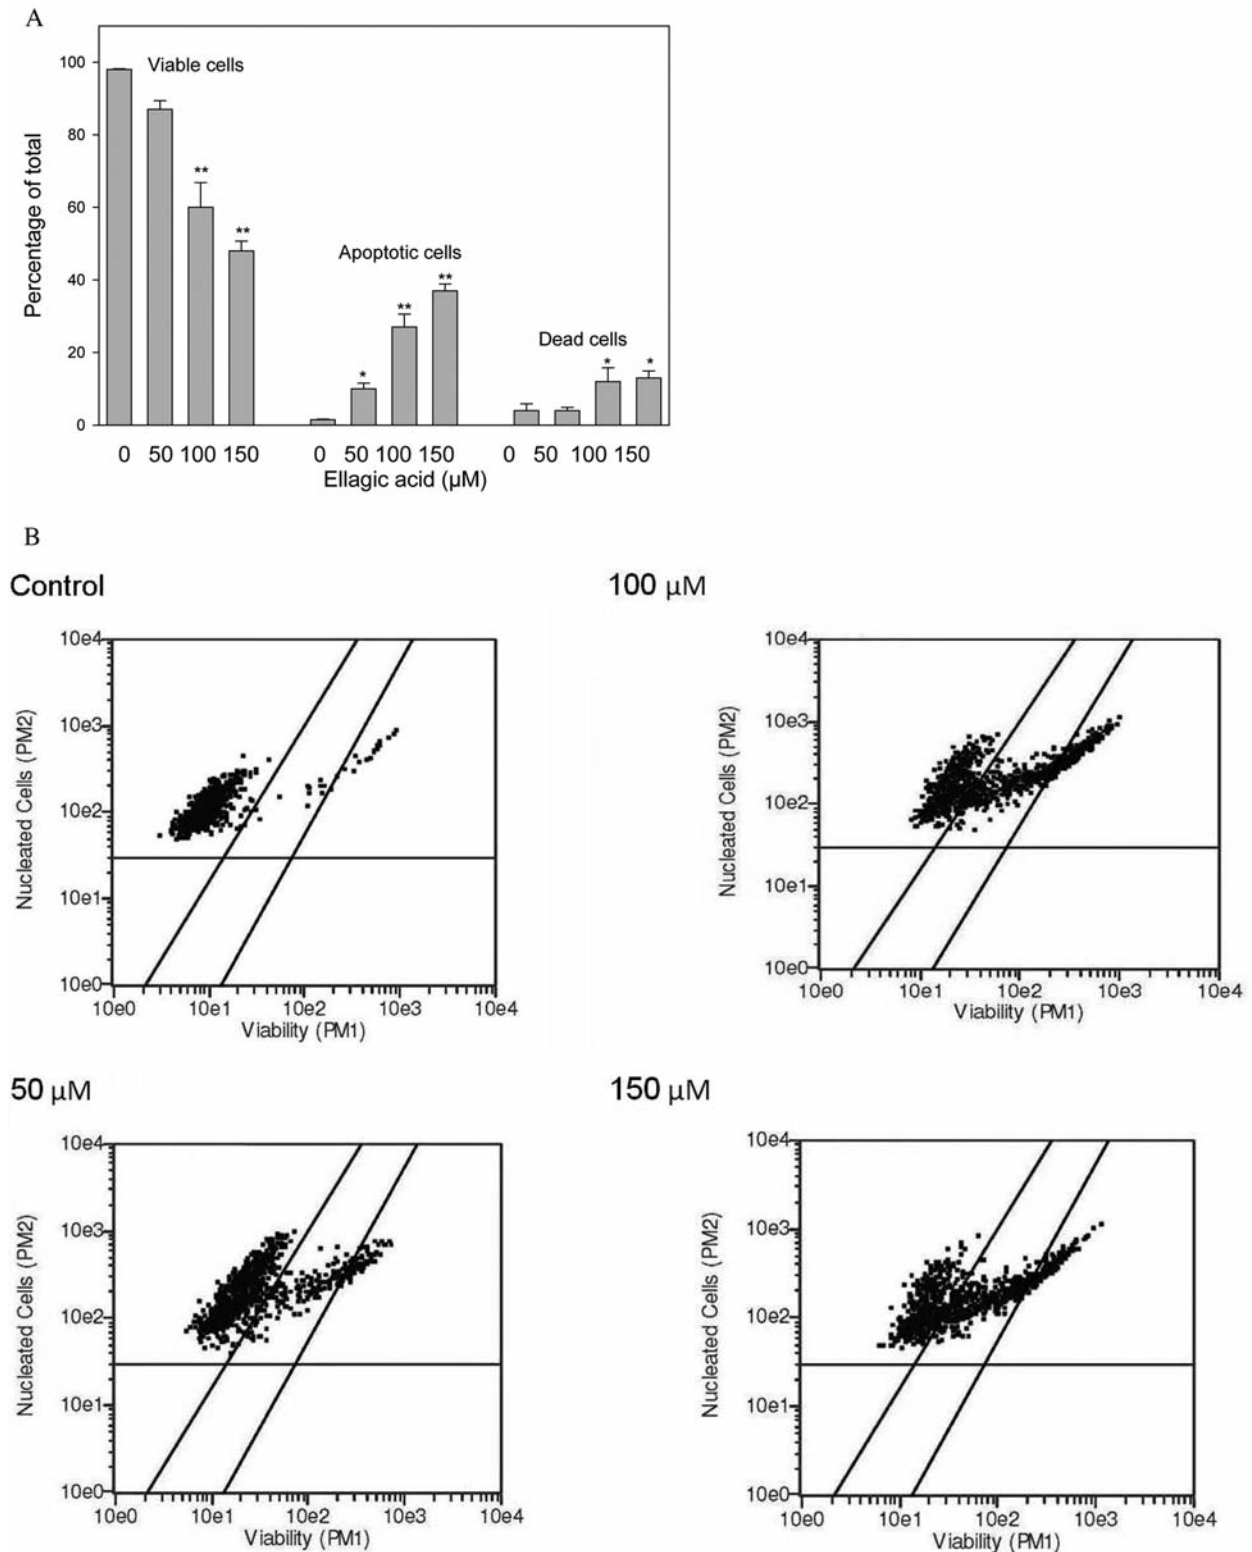 A
100
80
60
40
20
0
Percentage of total
Viable cells
**
**
Apoptotic cells
*
**
**
Dead cells
*
*
0 50 100 150 0 50 100 150 0 50 100 150
Ellagic acid (µM)
B
Control
10e4
10e3
10e2
10e1
10e0
Nucleated Cells (PM2)
10e0 10e1 10e2 10e3 10e4
Viability (PM1)
100 µM
10e4
10e3
10e2
10e1
10e0
Nucleated Cells (PM2)
10e0 10e1 10e2 10e3 10e4
Viability (PM1)
50 µM
10e4
10e3
10e2
10e1
10e0
Nucleated Cells (PM2)
10e0 10e1 10e2 10e3 10e4
Viability (PM1)
150 µM
10e4
10e3
10e2
10e1
10e0
Nucleated Cells (PM2)
10e0 10e1 10e2 10e3 10e4
Viability (PM1)